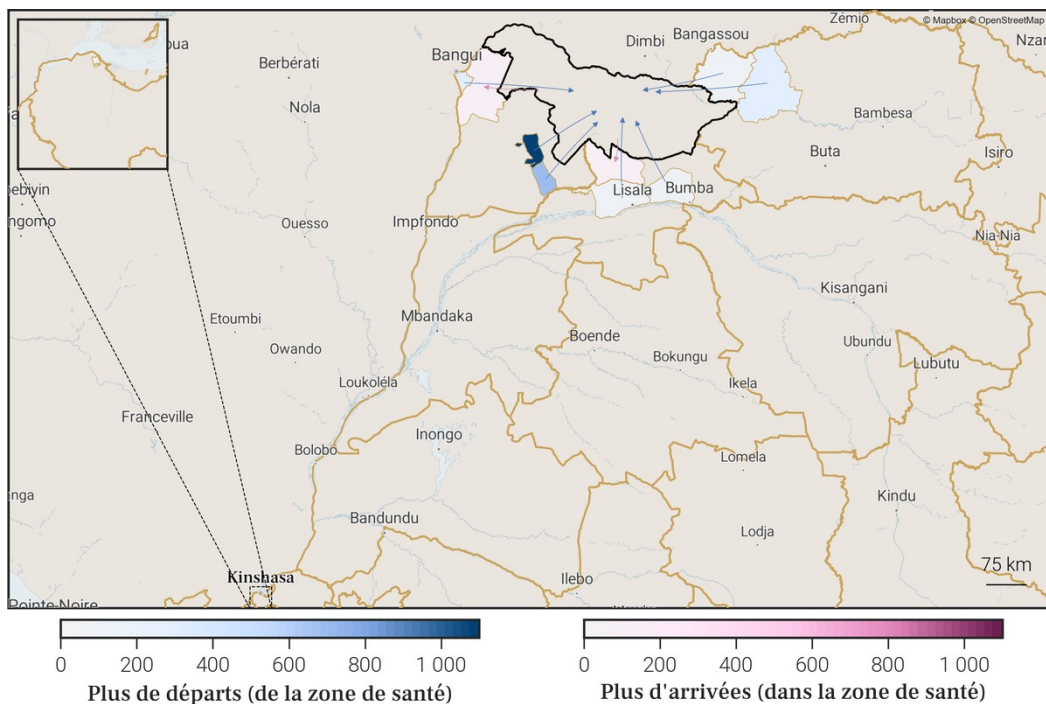 © Mapbox © OpenStreetMap
Zémio
Nzar
Bangassou
Dimbi
oua
Bangui
Berbérati
Nola
Bambesa
Buta
Isiro
ebiyin
Lisala
Bumba
ngomo
Ouesso
Impfondo
Nia-Nia
Kisangani
Mbandaka
Etoumbi
Boende
Ubundu
Owando
Bokungu
Lubutu
Loukoléla
Ikela
Franceville
Inongo
Bolobo
Lomela
nga
Kindu
Bandundu
Lodja
Kinshasa
Ilebo
75 km
Pointe-Noire
0 200 400 600 800 1 000
Plus de départs (de la zone de santé)
0 200 400 600 800 1 000
Plus d'arrivées (dans la zone de santé)